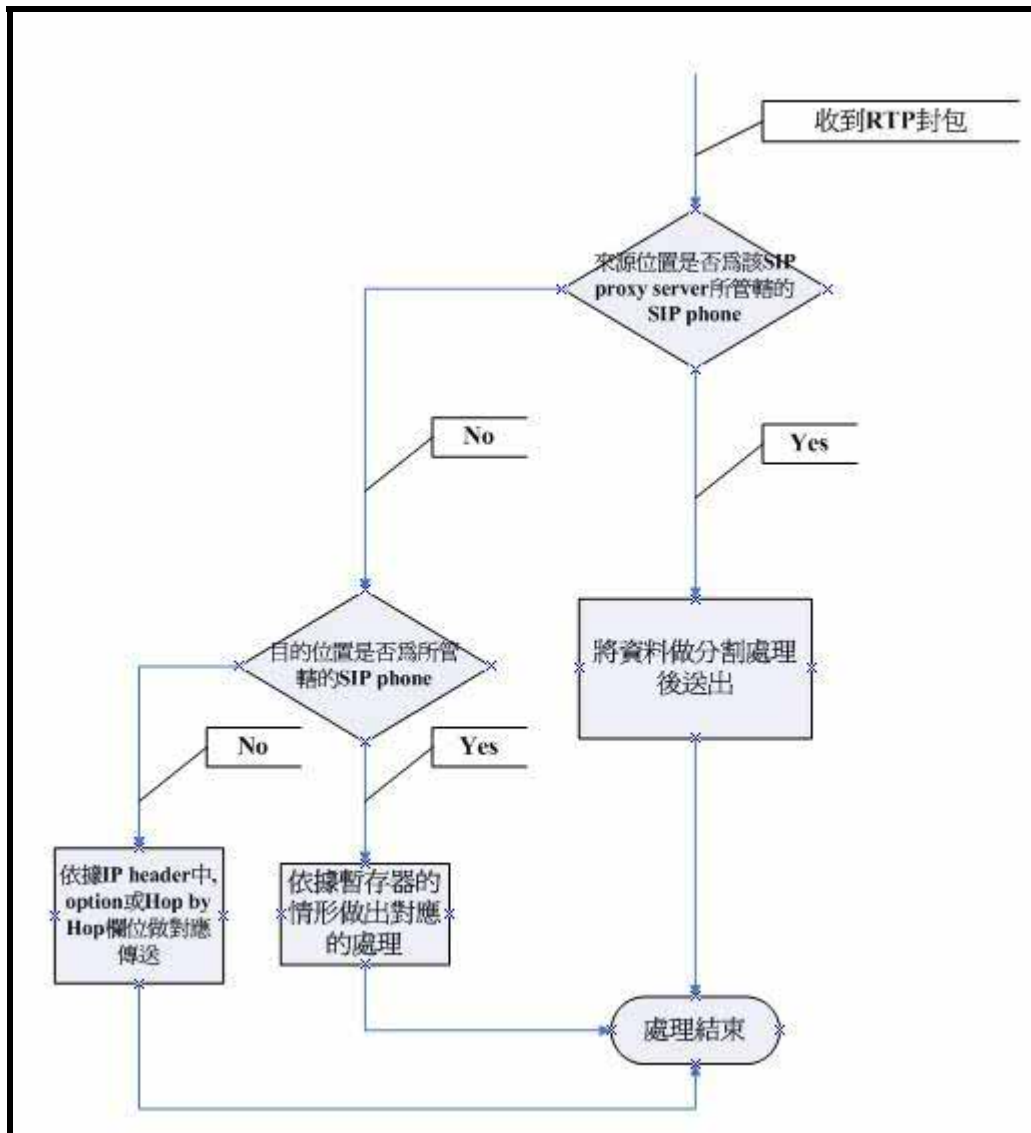 收到RTP封包
來源位置是否為該SIP
proxy server所管轄的
SIP phone
No
Yes
目的位置是否為所管
轄的SIP phone
將資料做分割處理
後送出
No
Yes
依據IP header中,
option或Hop by
Hop欄位做對應
傳送
依據暫存器的
情形做出對應
的處理
處理結束